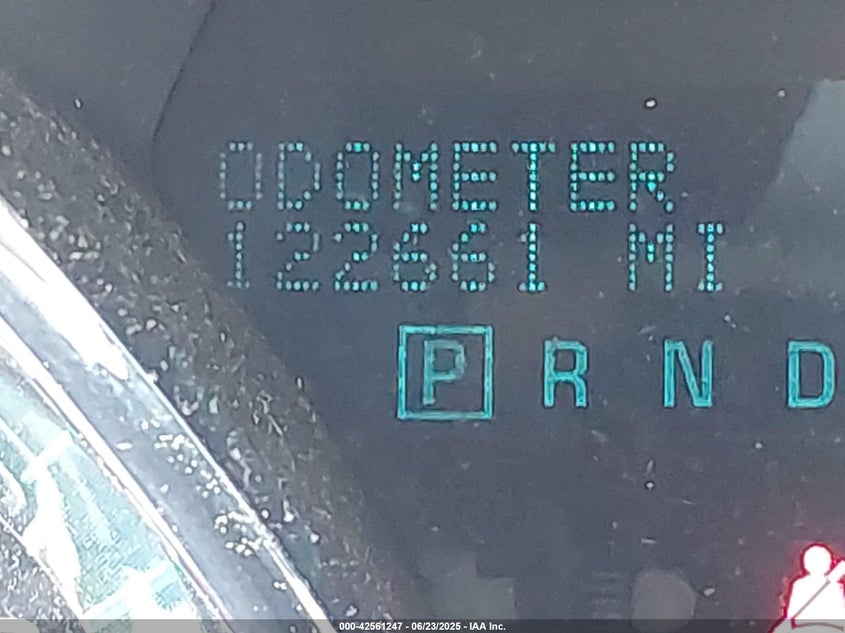 ODOMETER
122661 MI
P R N D
000-42561247 - 06/23/2025 - IAA Inc.